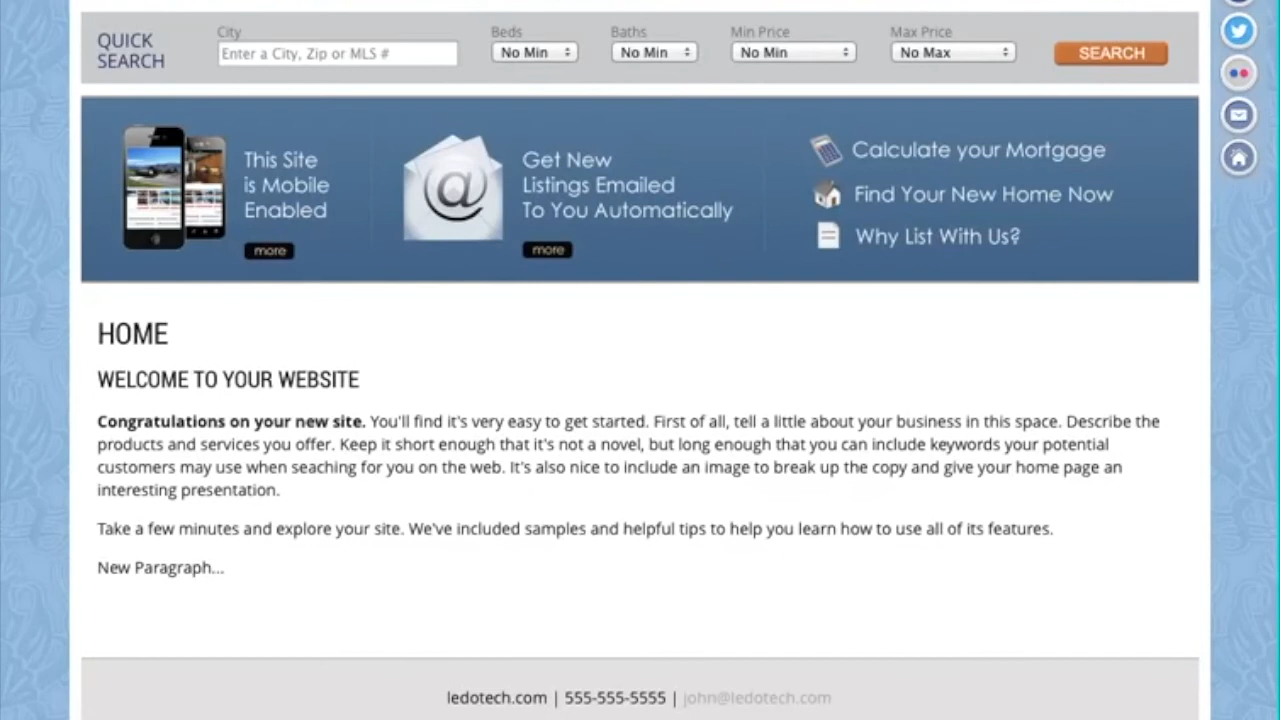 QUICK
SEARCH
City
Enter a City, Zip or MLS #
Beds
No Min
Baths
No Min
Min Price
No Min
Max Price
No Max
SEARCH
This Site
is Mobile
Enabled
more
@
Get New
Listings Emailed
To You Automatically
more
Calculate your Mortgage
Find Your New Home Now
Why List With Us?
HOME
WELCOME TO YOUR WEBSITE
Congratulations on your new site. You'll find it's very easy to get started. First of all, tell a little about your business in this space. Describe the
products and services you offer. Keep it short enough that it's not a novel, but long enough that you can include keywords your potential
customers may use when seaching for you on the web. It's also nice to include an image to break up the copy and give your home page an
interesting presentation.
Take a few minutes and explore your site. We've included samples and helpful tips to help you learn how to use all of its features.
New Paragraph...
ledotech.com | 555-555-5555 | john@ledotech.com